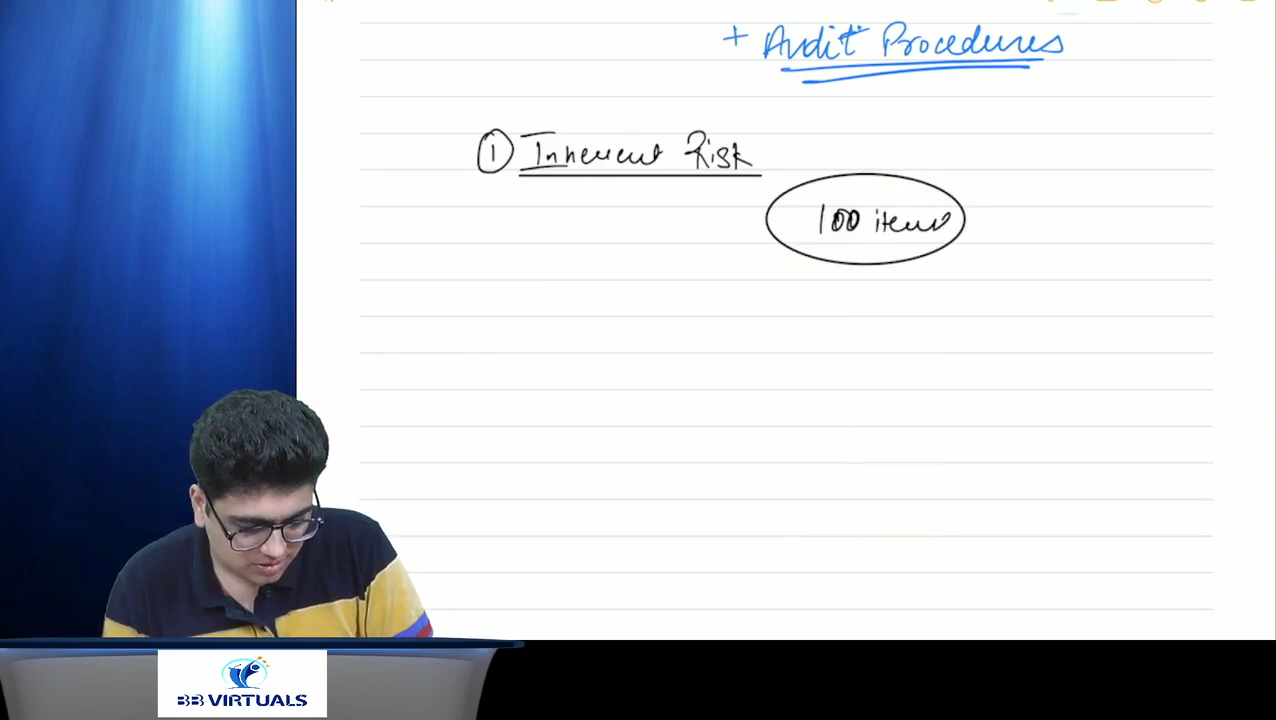 + Audit Procedures
① Inherent Risk
100 items
BB VIRTUALS